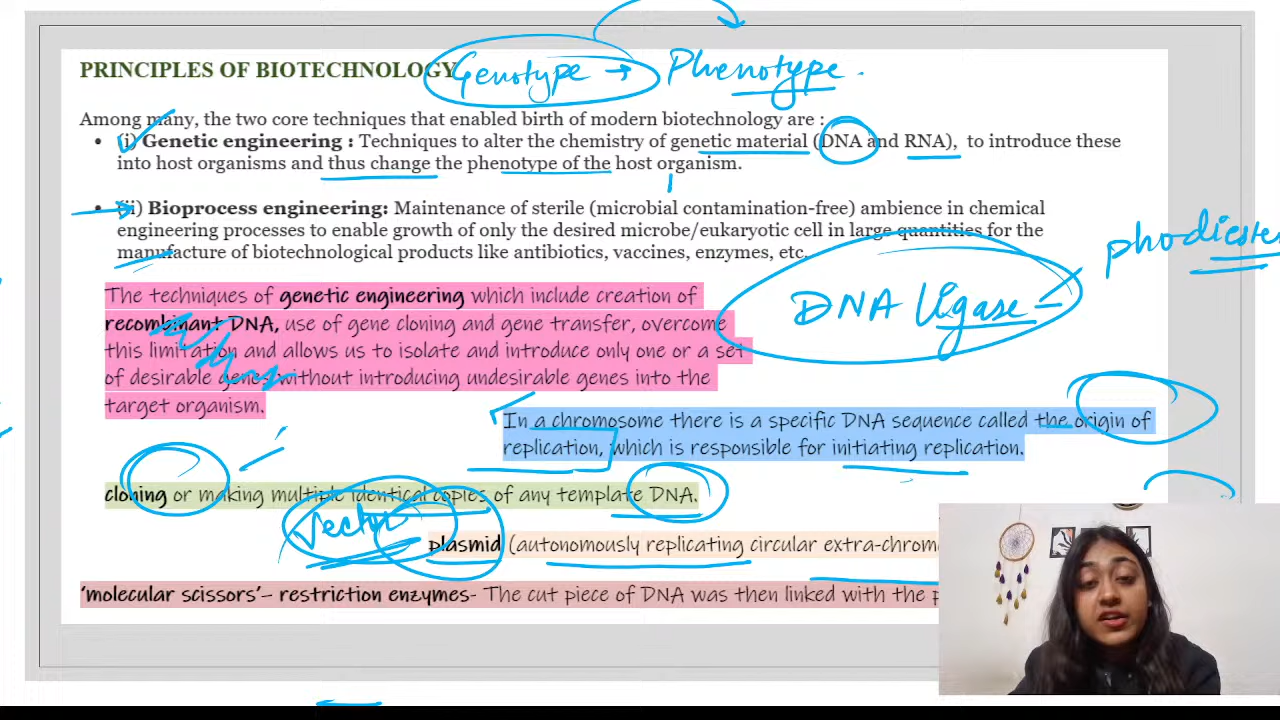 Genotype → Phenotype.
PRINCIPLES OF BIOTECHNOLOGY
Among many, the two core techniques that enabled birth of modern biotechnology are :
• (i) Genetic engineering : Techniques to alter the chemistry of genetic material (DNA and RNA), to introduce these
into host organisms and thus change the phenotype of the host organism.
• (ii) Bioprocess engineering: Maintenance of sterile (microbial contamination-free) ambience in chemical
engineering processes to enable growth of only the desired microbe/eukaryotic cell in large quantities for the
manufacture of biotechnological products like antibiotics, vaccines, enzymes, etc.
phodiester
DNA ligase
The techniques of genetic engineering which include creation of
recombinant DNA, use of gene cloning and gene transfer, overcome
this limitation and allows us to isolate and introduce only one or a set
of desirable genes without introducing undesirable genes into the
target organism.
In a chromosome there is a specific DNA sequence called the origin of
replication, which is responsible for initiating replication.
cloning or making multiple identical copies of any template DNA.
Vector
plasmid (autonomously replicating circular extra-chrom
'molecular scissors'– restriction enzymes- The cut piece of DNA was then linked with the p